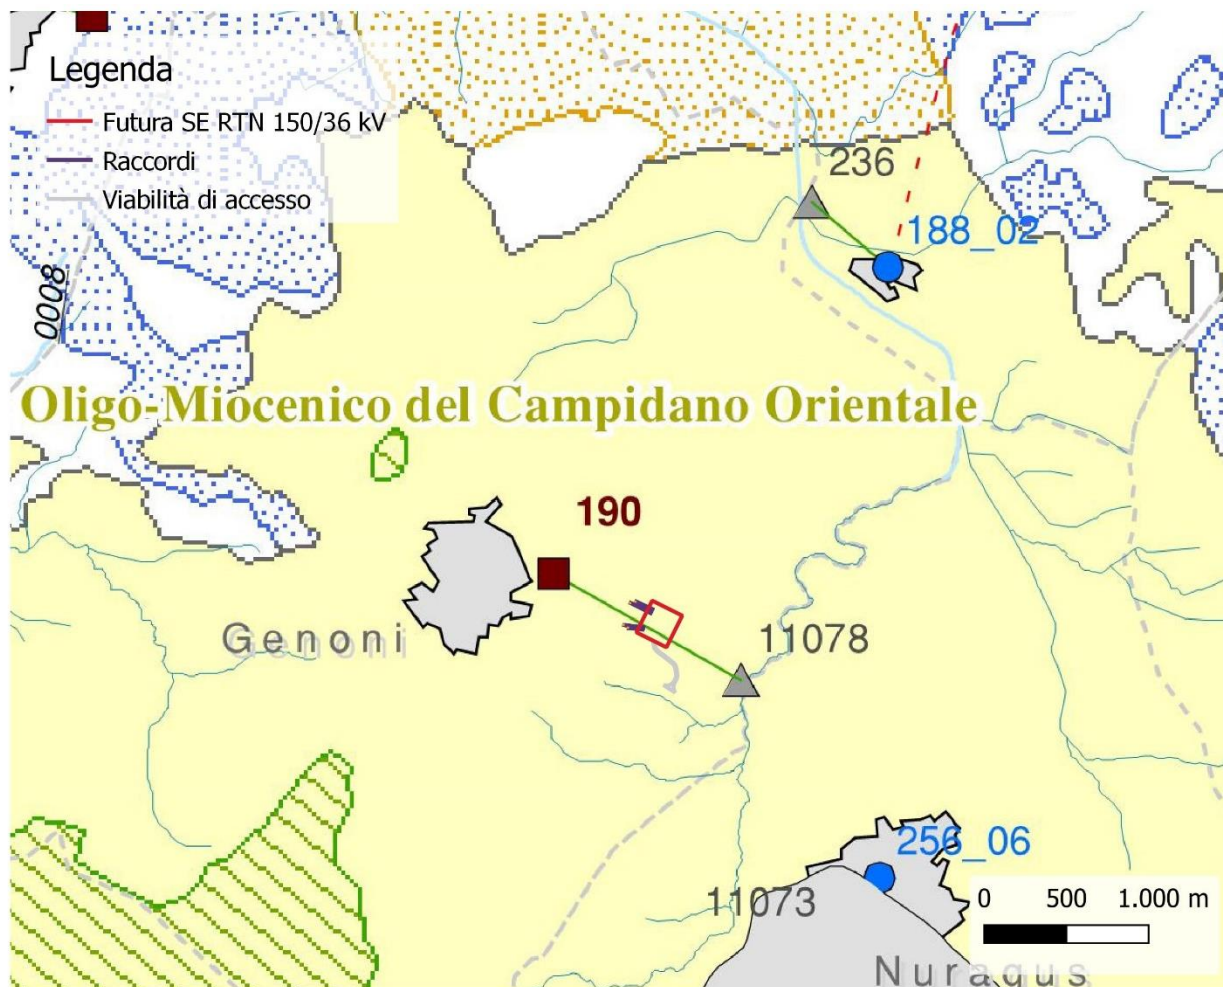 Legenda
Futura SE RTN 150/36 kV
Raccordi
Viabilità di accesso
236
188_02
0008
Oligo-Miocenico del Campidano Orientale
190
Genoni
11078
256_06
11073
0 500 1.000 m
Nuragus